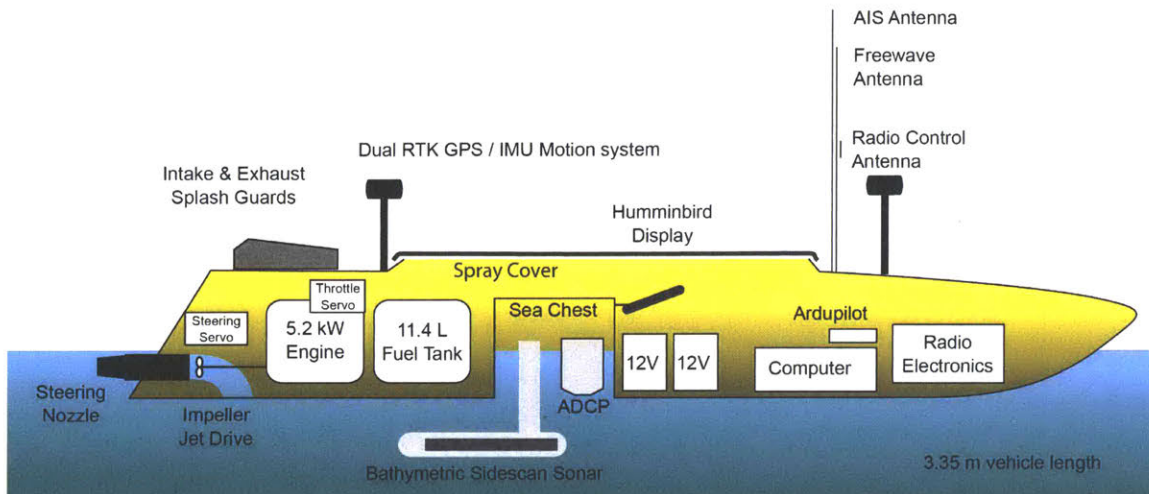 AIS Antenna
Freewave
Antenna
Radio Control
Antenna
Dual RTK GPS / IMU Motion system
Intake & Exhaust
Splash Guards
Humminbird
Display
Spray Cover
Throttle
Servo
Steering
Servo
5.2 kW
Engine
11.4 L
Fuel Tank
Sea Chest
12V
12V
Ardupilot
Computer
Radio
Electronics
Steering
Nozzle
Impeller
Jet Drive
ADCP
Bathymetric Sidescan Sonar
3.35 m vehicle length